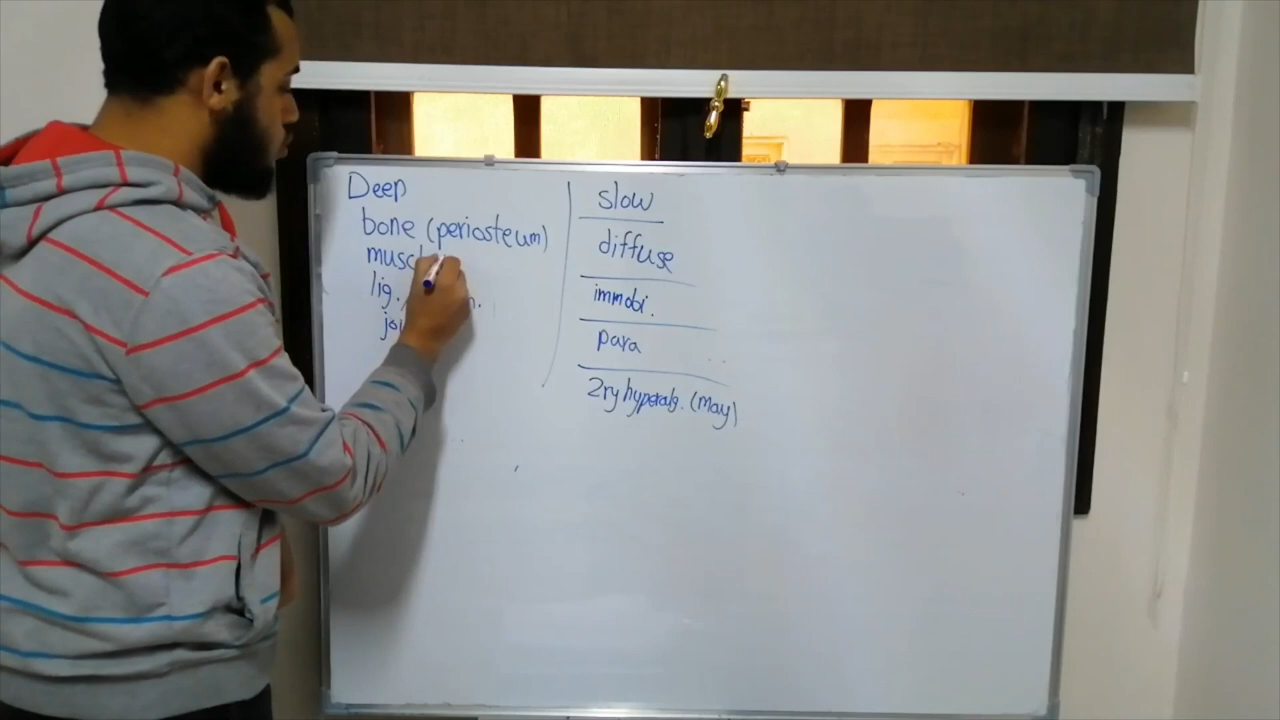 Deep
bone (periosteum)
lig.
slow
diffuse
immobi.
para
2ry hyperalg. (may)